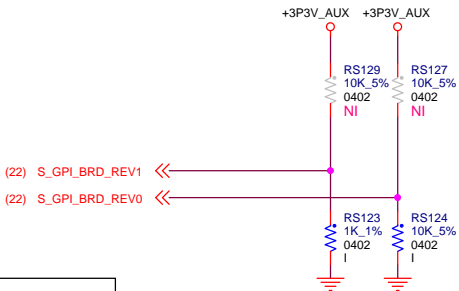 +3P3V_AUX +3P3V_AUX
RS129
10K_5%
0402
NI
RS127
10K_5%
0402
NI
(22) S_GPI_BRD_REV1
(22) S_GPI_BRD_REV0
RS123
1K_1%
0402
I
RS124
10K_5%
0402
I